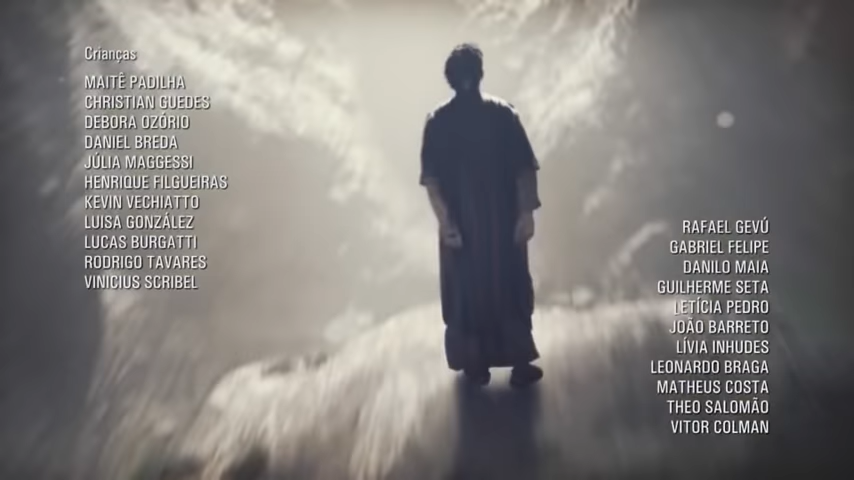 Crianças
MAITÊ PADILHA
CHRISTIAN GUEDES
DEBORA OZÓRIO
DANIEL BREDA
JÚLIA MAGGESSI
HENRIQUE FILGUEIRAS
KEVIN VECHIATTO
LUISA GONZÁLEZ
LUCAS BURGATTI
RODRIGO TAVARES
VINICIUS SCRIBEL
RAFAEL GEVÚ
GABRIEL FELIPE
DANILO MAIA
GUILHERME SETA
LETÍCIA PEDRO
JOÃO BARRETO
LÍVIA INHUDES
LEONARDO BRAGA
MATHEUS COSTA
THEO SALOMÃO
VITOR COLMAN